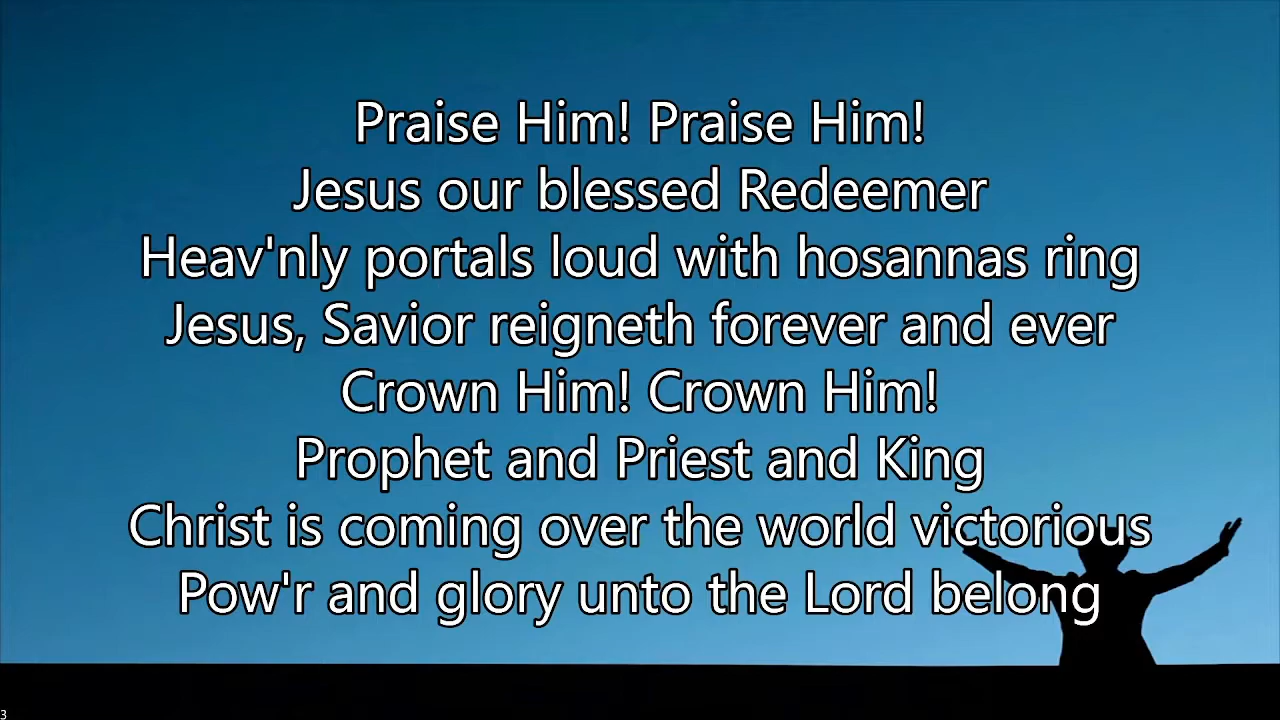 Praise Him! Praise Him!
Jesus our blessed Redeemer
Heav'nly portals loud with hosannas ring
Jesus, Savior reigneth forever and ever
Crown Him! Crown Him!
Prophet and Priest and King
Christ is coming over the world victorious
Pow'r and glory unto the Lord belong
3